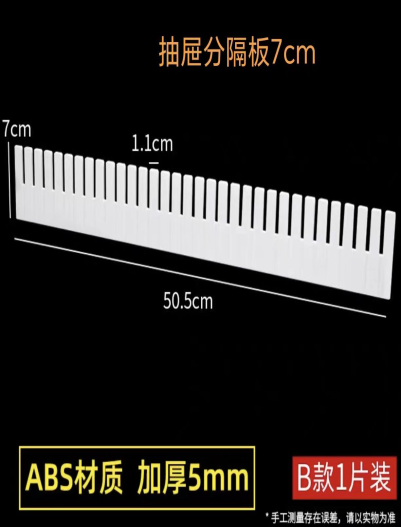 抽屉分隔板7cm
7cm
1.1cm
50.5cm
ABS材质 加厚5mm
B款1片装
*手工测量存在误差，请以实物为准